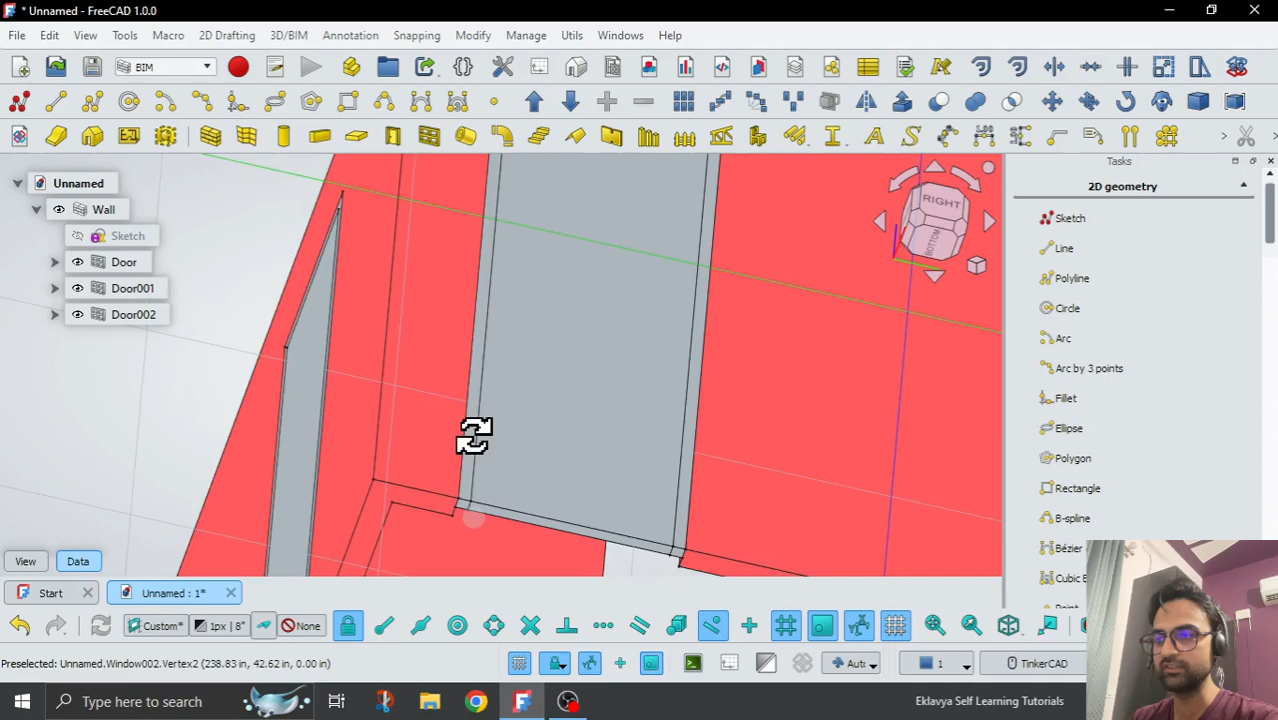 * Unnamed - FreeCAD 1.0.0
File Edit View Tools Macro 2D Drafting 3D/BIM Annotation Snapping Modify Manage Utils Windows Help
BIM
Tasks
2D geometry
Unnamed
Wall
Sketch
Door
Door001
Door002
RIGHT
BOTTOM
Sketch
Line
Polyline
Circle
Arc
Arc by 3 points
Fillet
Ellipse
Polygon
Rectangle
B-spline
Bézier
Cubic B
View Data
Start Unnamed : 1*
Custom* 1px | 8" None
Preselected: Unnamed.Window002.Vertex2 (238.83 in, 42.62 in, 0.00 in)
Auto 1 TinkerCAD
Type here to search
Eklavya Self Learning Tutorials